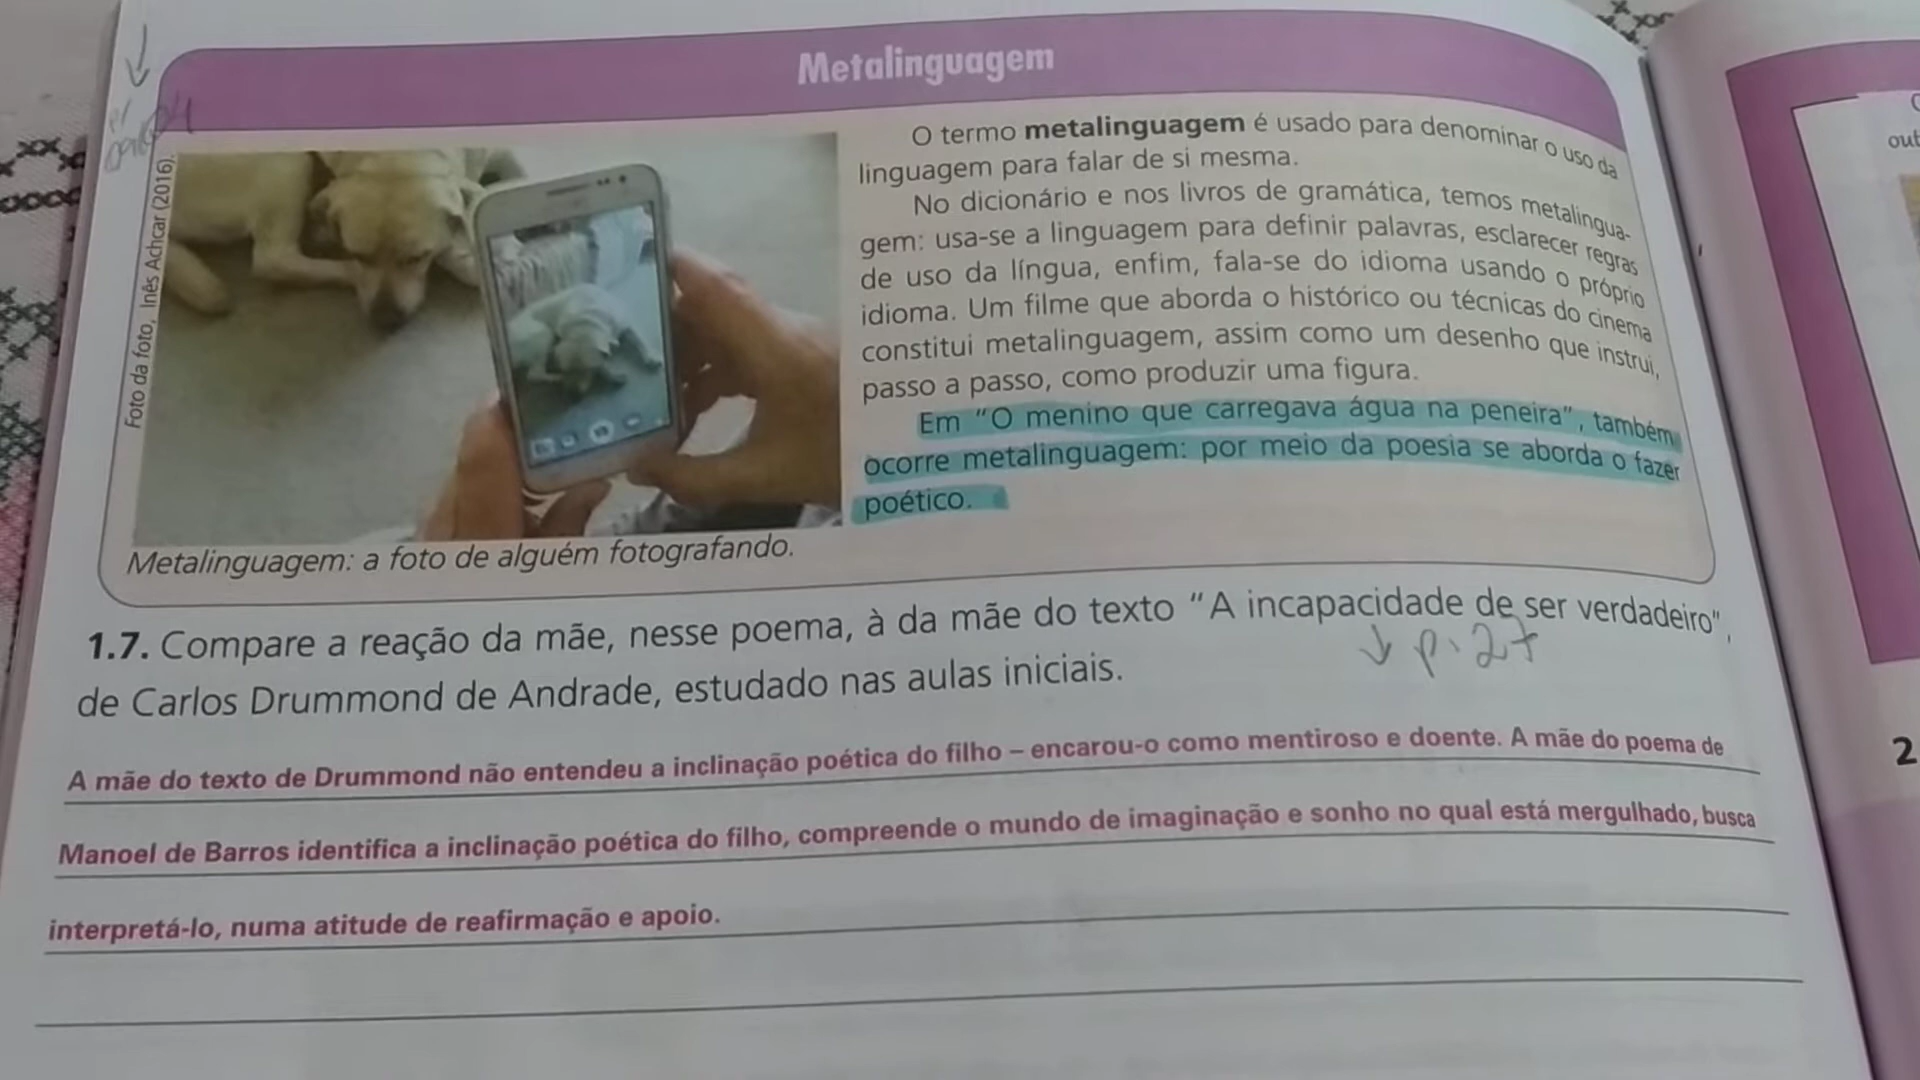 Metalinguagem
O termo metalinguagem é usado para denominar o uso da
linguagem para falar de si mesma.
No dicionário e nos livros de gramática, temos metalingua-
gem: usa-se a linguagem para definir palavras, esclarecer regras
de uso da língua, enfim, fala-se do idioma usando o próprio
idioma. Um filme que aborda o histórico ou técnicas do cinema
constitui metalinguagem, assim como um desenho que instrui,
passo a passo, como produzir uma figura.
Em "O menino que carregava água na peneira", também
ocorre metalinguagem: por meio da poesia se aborda o fazer
poético.
Foto da foto, Inês Achcar (2016).
Metalinguagem: a foto de alguém fotografando.
1.7. Compare a reação da mãe, nesse poema, à da mãe do texto "A incapacidade de ser verdadeiro",
p. 27
de Carlos Drummond de Andrade, estudado nas aulas iniciais.
A mãe do texto de Drummond não entendeu a inclinação poética do filho – encarou-o como mentiroso e doente. A mãe do poema de
Manoel de Barros identifica a inclinação poética do filho, compreende o mundo de imaginação e sonho no qual está mergulhado, busca
interpretá-lo, numa atitude de reafirmação e apoio.
out
2